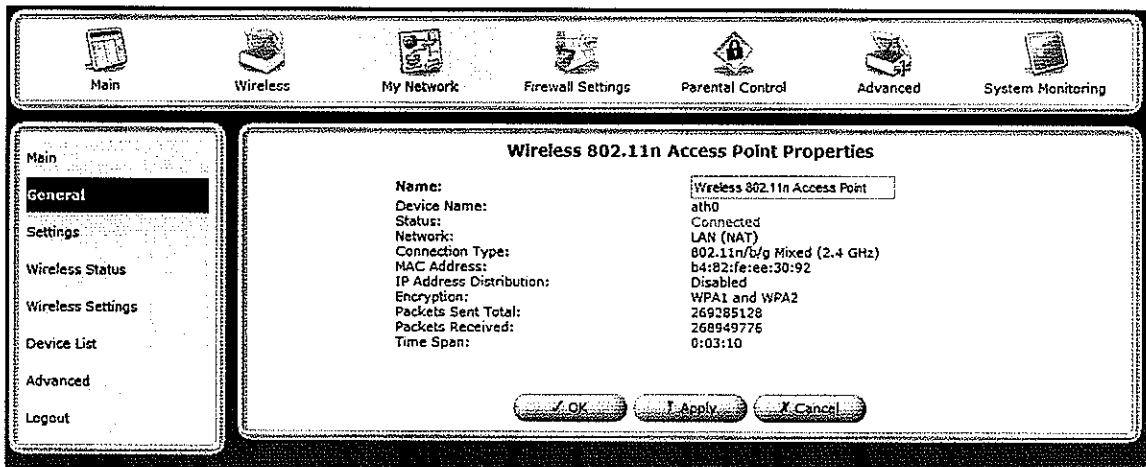 Main
Wireless
My Network
Firewall Settings
Parental Control
Advanced
System Monitoring
Main
General
Settings
Wireless Status
Wireless Settings
Device List
Advanced
Logout
Wireless 802.11n Access Point Properties
Name: Wireless 802.11n Access Point
Device Name: ath0
Status: Connected
Network: LAN (NAT)
Connection Type: 802.11n/b/g Mixed (2.4 GHz)
MAC Address: b4:82:fe:ee:30:92
IP Address Distribution: Disabled
Encryption: WPA1 and WPA2
Packets Sent Total: 269285128
Packets Received: 268949776
Time Span: 0:03:10
✓ OK
↑ Apply
X Cancel